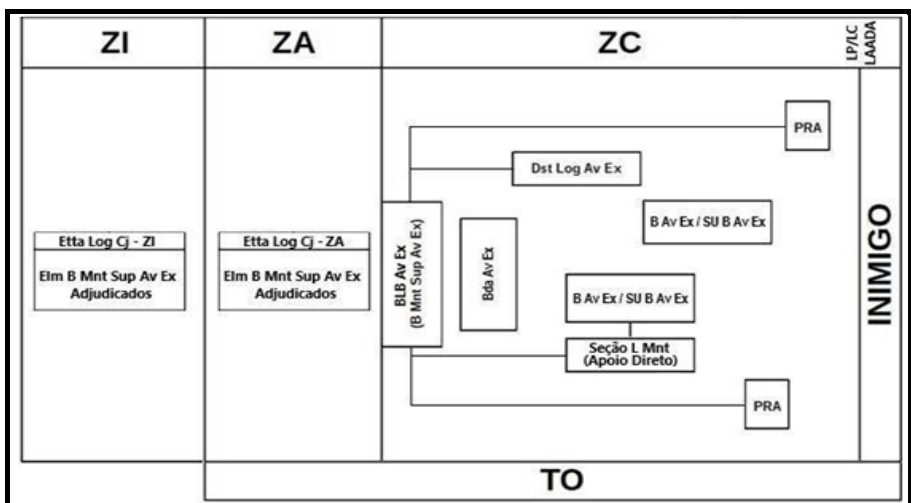 ZI
ZA
ZC
LP/LC
LAADA
PRA
Dst Log Av Ex
B Av Ex / SU B Av Ex
Etta Log Cj - ZI
Elm B Mnt Sup Av Ex
Adjudicados
Etta Log Cj - ZA
Elm B Mnt Sup Av Ex
Adjudicados
BLB Av Ex
(B Mnt Sup Av Ex)
Bda Av Ex
B Av Ex / SU B Av Ex
Seção L Mnt
(Apoio Direto)
PRA
INIMIGO
TO